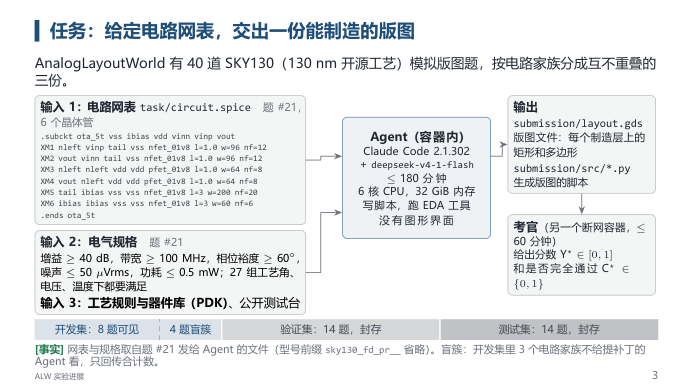 任务：给定电路网表，交出一份能制造的版图
AnalogLayoutWorld 有 40 道 SKY130（130 nm 开源工艺）模拟版图题，按电路家族分成互不重叠的
三份。
输入 1：电路网表 task/circuit.spice 题 #21,
6 个晶体管
.subckt ota_5t vss ibias vdd vinn vinp vout
XM1 nleft vinp tail vss nfet_01v8 l=1.0 w=96 nf=12
XM2 vout vinn tail vss nfet_01v8 l=1.0 w=96 nf=12
XM3 nleft nleft vdd vdd pfet_01v8 l=1.0 w=64 nf=8
XM4 vout nleft vdd vdd pfet_01v8 l=1.0 w=64 nf=8
XM5 tail ibias vss vss nfet_01v8 l=3 w=200 nf=20
XM6 ibias ibias vss vss nfet_01v8 l=3 w=60 nf=6
.ends ota_5t
输入 2：电气规格 题 #21
增益 ≥ 40 dB，带宽 ≥ 100 MHz，相位裕度 ≥ 60°,
噪声 ≤ 50 μVrms，功耗 ≤ 0.5 mW；27 组工艺角、
电压、温度下都要满足
输入 3：工艺规则与器件库（PDK）、公开测试台
Agent（容器内）
Claude Code 2.1.302
+ deepseek-v4-1-flash
≤ 180 分钟
6 核 CPU，32 GiB 内存
写脚本，跑 EDA 工具
没有图形界面
输出
submission/layout.gds
版图文件：每个制造层上的
矩形和多边形
submission/src/*.py
生成版图的脚本
考官（另一个断网容器，≤
60 分钟）
给出分数 Y* ∈ [0,1]
和是否完全通过 C* ∈
{0,1}
开发集：8 题可见
4 题盲簇
验证集：14 题，封存
测试集：14 题，封存
[事实] 网表与规格取自题 #21 发给 Agent 的文件（型号前缀 sky130_fd_pr__ 省略）。盲簇：开发集里 3 个电路家族不给提补丁的
Agent 看，只回传合计数。
ALW 实验进展
3